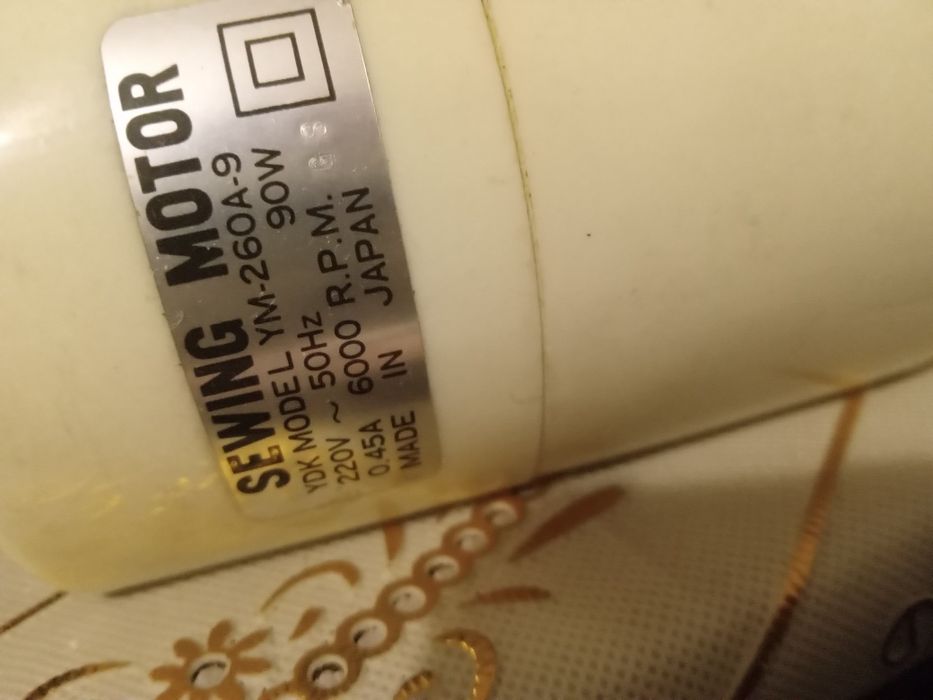 SEWING MOTOR
YDK MODEL YM-260A-9
220V ~ 50Hz 90W
0.45A 6000 R.P.M.
MADE IN JAPAN